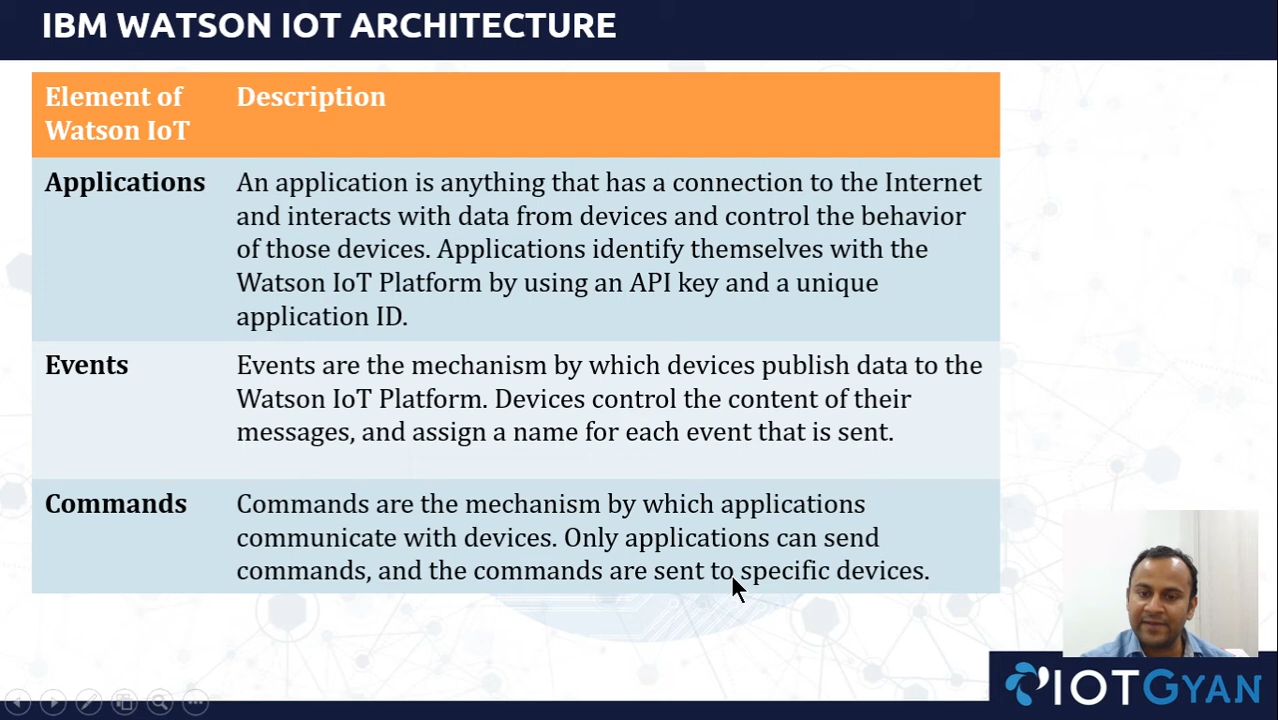 IBM WATSON IOT ARCHITECTURE
Element of
Watson IoT
Description
Applications
An application is anything that has a connection to the Internet
and interacts with data from devices and control the behavior
of those devices. Applications identify themselves with the
Watson IoT Platform by using an API key and a unique
application ID.
Events
Events are the mechanism by which devices publish data to the
Watson IoT Platform. Devices control the content of their
messages, and assign a name for each event that is sent.
Commands
Commands are the mechanism by which applications
communicate with devices. Only applications can send
commands, and the commands are sent to specific devices.
IOTGYAN